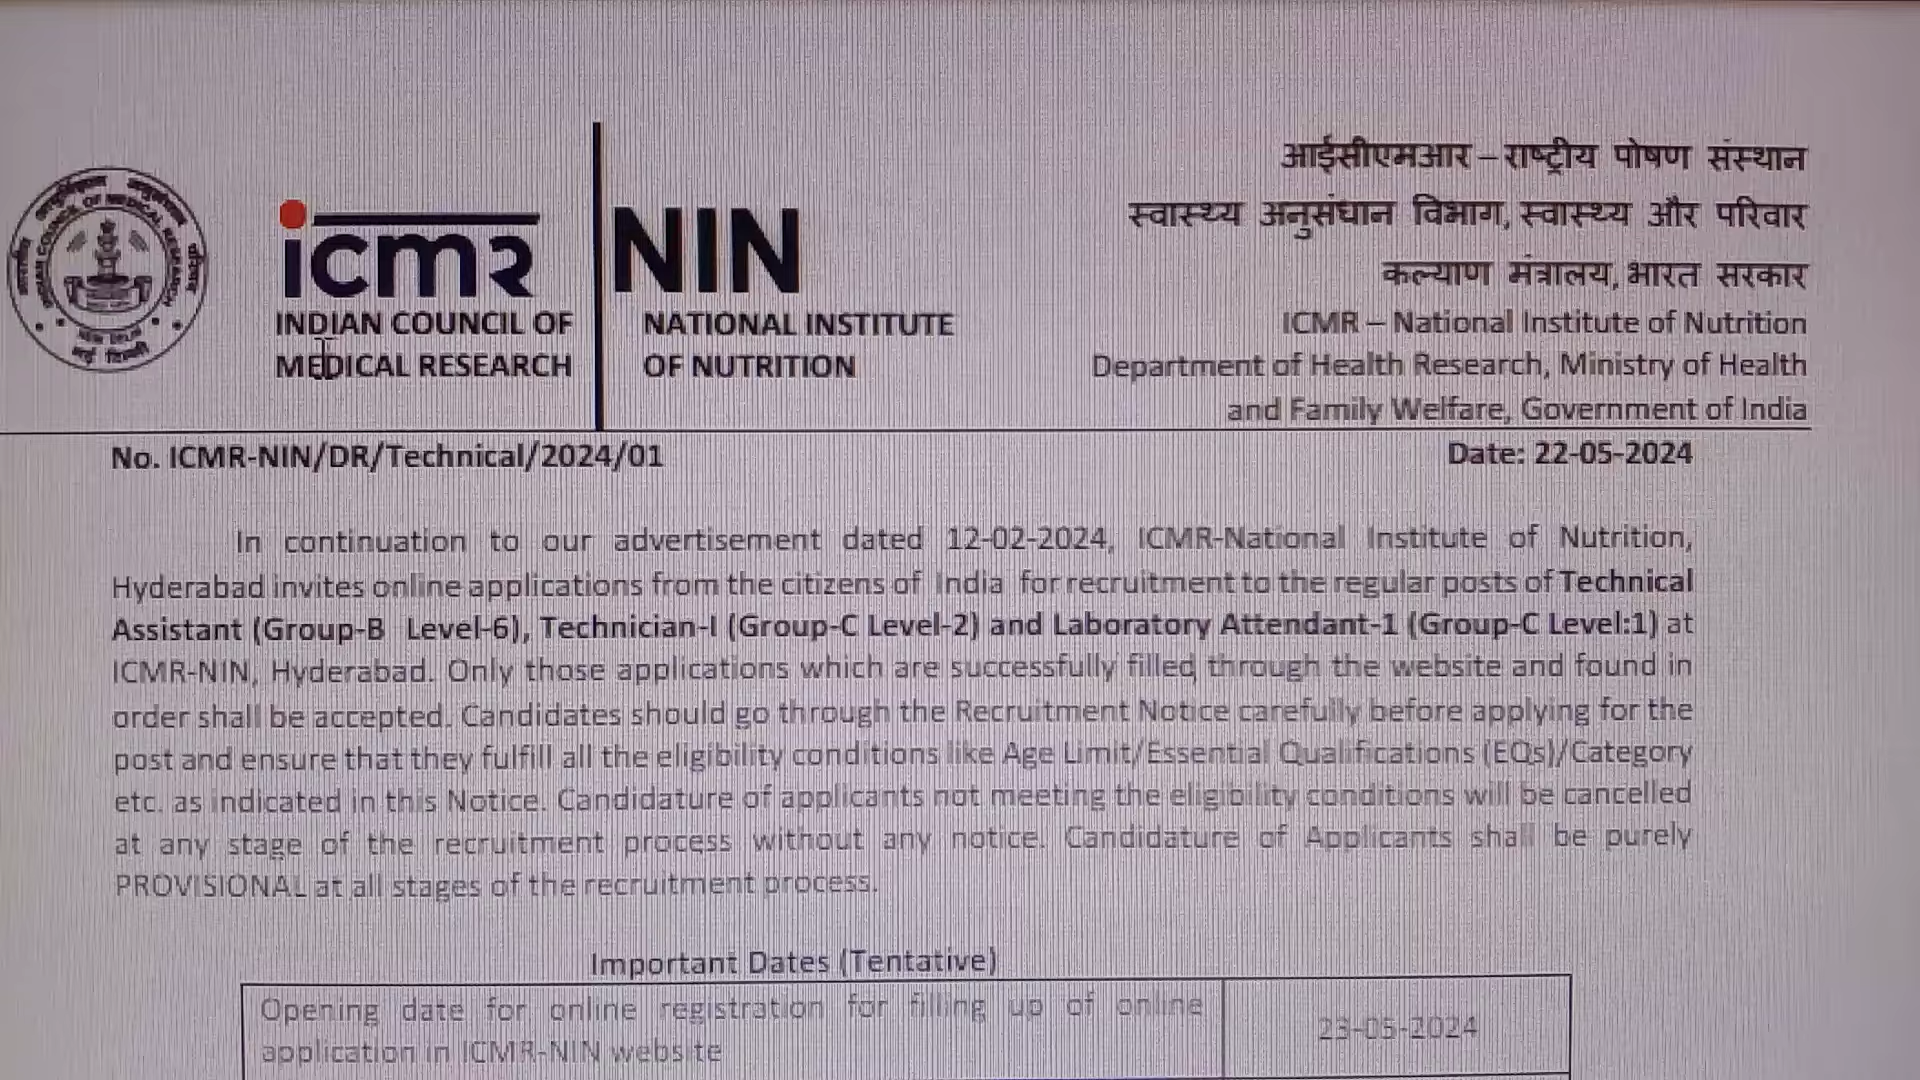 आईसीएमआर – राष्ट्रीय पोषण संस्थान
स्वास्थ्य अनुसंधान विभाग, स्वास्थ्य और परिवार
कल्याण मंत्रालय, भारत सरकार
ICMR – National Institute of Nutrition
Department of Health Research, Ministry of Health
and Family Welfare, Government of India
INDIAN COUNCIL OF MEDICAL RESEARCH
नई दिल्ली
icmr
INDIAN COUNCIL OF
MEDICAL RESEARCH
NIN
NATIONAL INSTITUTE
OF NUTRITION
No. ICMR-NIN/DR/Technical/2024/01
Date: 22-05-2024
In continuation to our advertisement dated 12-02-2024, ICMR-National Institute of Nutrition,
Hyderabad invites online applications from the citizens of India for recruitment to the regular posts of Technical
Assistant (Group-B Level-6), Technician-I (Group-C Level-2) and Laboratory Attendant-1 (Group-C Level:1) at
ICMR-NIN, Hyderabad. Only those applications which are successfully filled through the website and found in
order shall be accepted. Candidates should go through the Recruitment Notice carefully before applying for the
post and ensure that they fulfill all the eligibility conditions like Age Limit/Essential Qualifications (EQs)/Category
etc. as indicated in this Notice. Candidature of applicants not meeting the eligibility conditions will be cancelled
at any stage of the recruitment process without any notice. Candidature of Applicants shall be purely
PROVISIONAL at all stages of the recruitment process.
Important Dates (Tentative)
Opening date for online registration for filling up of online
application in ICMR-NIN website
23-05-2024